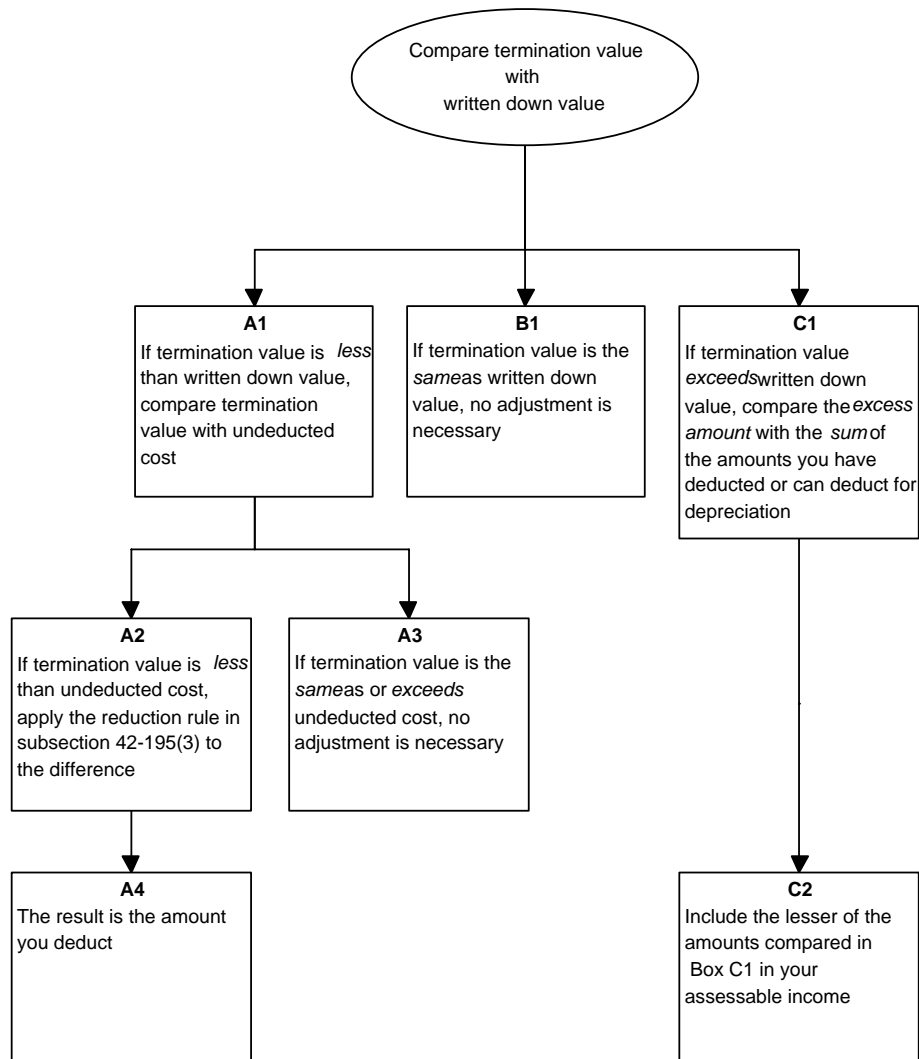 Compare termination value
with
written down value
A1
If termination value is less
than written down value,
compare termination
value with undeducted
cost
B1
If termination value is the
sameas written down
value, no adjustment is
necessary
C1
If termination value
exceedswritten down
value, compare theexcess
amount with the sumof
the amounts you have
deducted or can deduct for
depreciation
A2
If termination value is less
than undeducted cost,
apply the reduction rule in
subsection 42-195(3) to
the difference
A3
If termination value is the
sameas or exceeds
undeducted cost, no
adjustment is necessary
A4
The result is the amount
you deduct
C2
Include the lesser of the
amounts compared in
Box C1 in your
assessable income